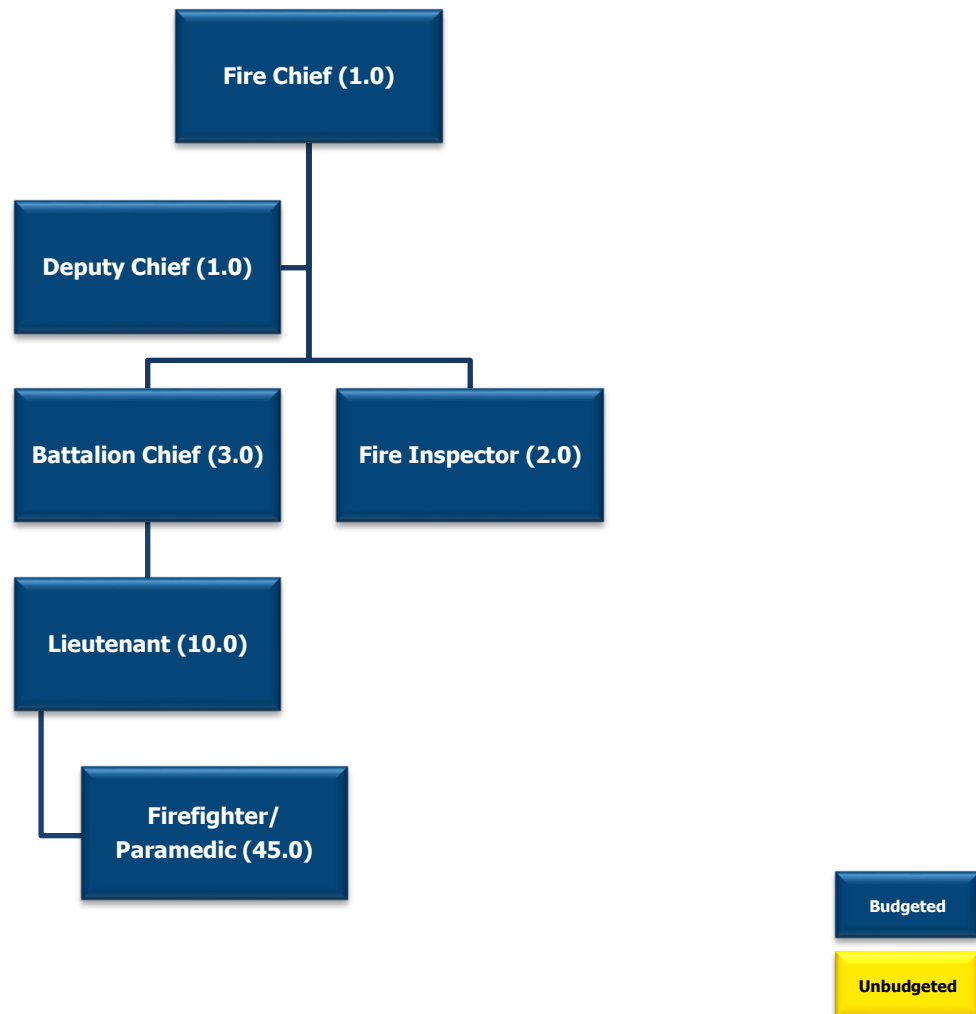 Fire Chief (1.0)
Deputy Chief (1.0)
Battalion Chief (3.0)
Fire Inspector (2.0)
Lieutenant (10.0)
Firefighter/
Paramedic (45.0)
Budgeted
Unbudgeted